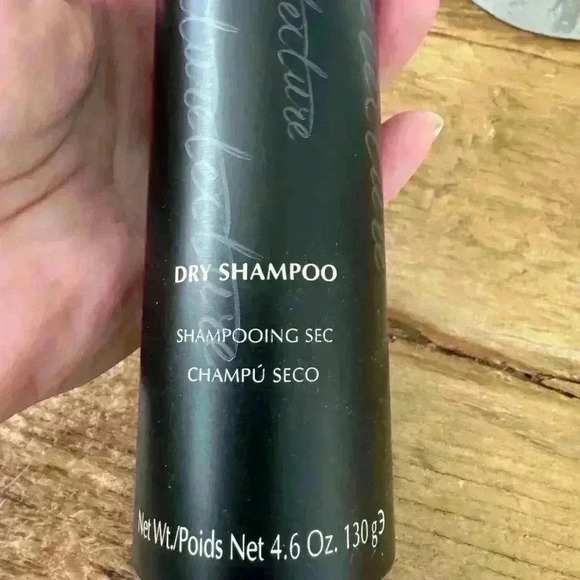 texture
DRY SHAMPOO
SHAMPOOING SEC
CHAMPÚ SECO
Net Wt./Poids Net 4.6 Oz. 130 g℮